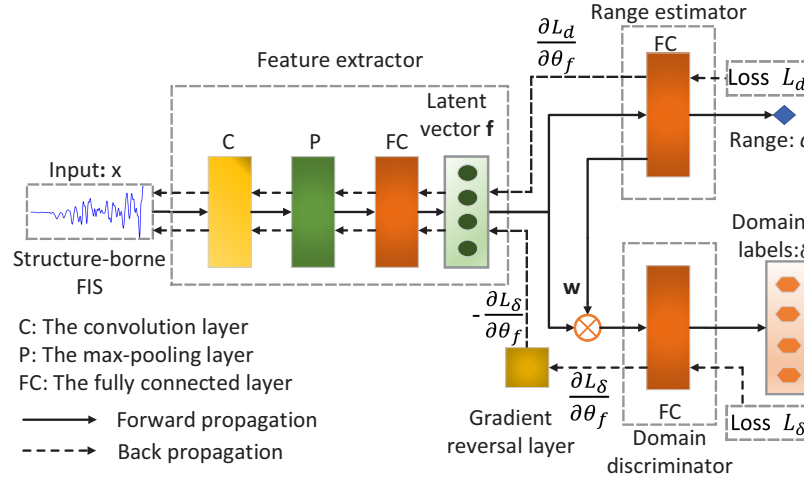 Range estimator
FC
∂L_d
∂θ_f
Loss L_d
Range:
Feature extractor
Latent
vector f
C
P
FC
Input: x
Structure-borne
FIS
Domain
labels:
w
-∂L_δ
∂θ_f
∂L_δ
∂θ_f
FC
Loss L_δ
Gradient
reversal layer
Domain
discriminator
C: The convolution layer
P: The max-pooling layer
FC: The fully connected layer
Forward propagation
Back propagation